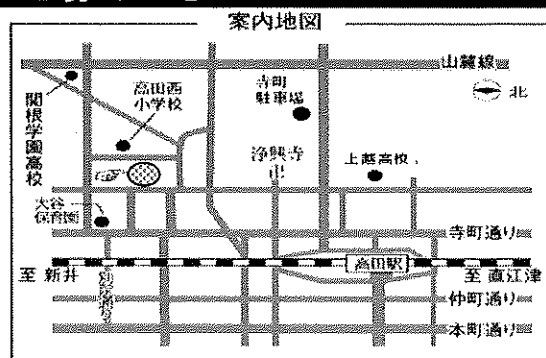 案内地図
山麓線
北
関根学園高校
高田西
小学校
寺町
駐車場
浄興寺
上越高校
大谷
保育園
寺町通り
高田駅
至 新井
至 直江津
仲町通り
本町通り